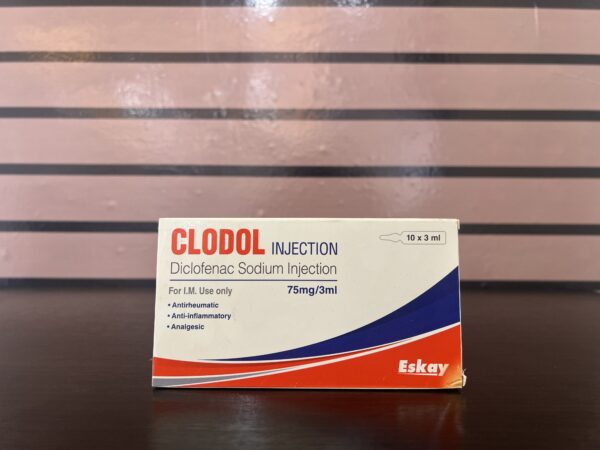 CLODOL INJECTION
10 x 3 ml
Diclofenac Sodium Injection
For I.M. Use only
75mg/3ml
• Antirheumatic
• Anti-inflammatory
• Analgesic
Eskay